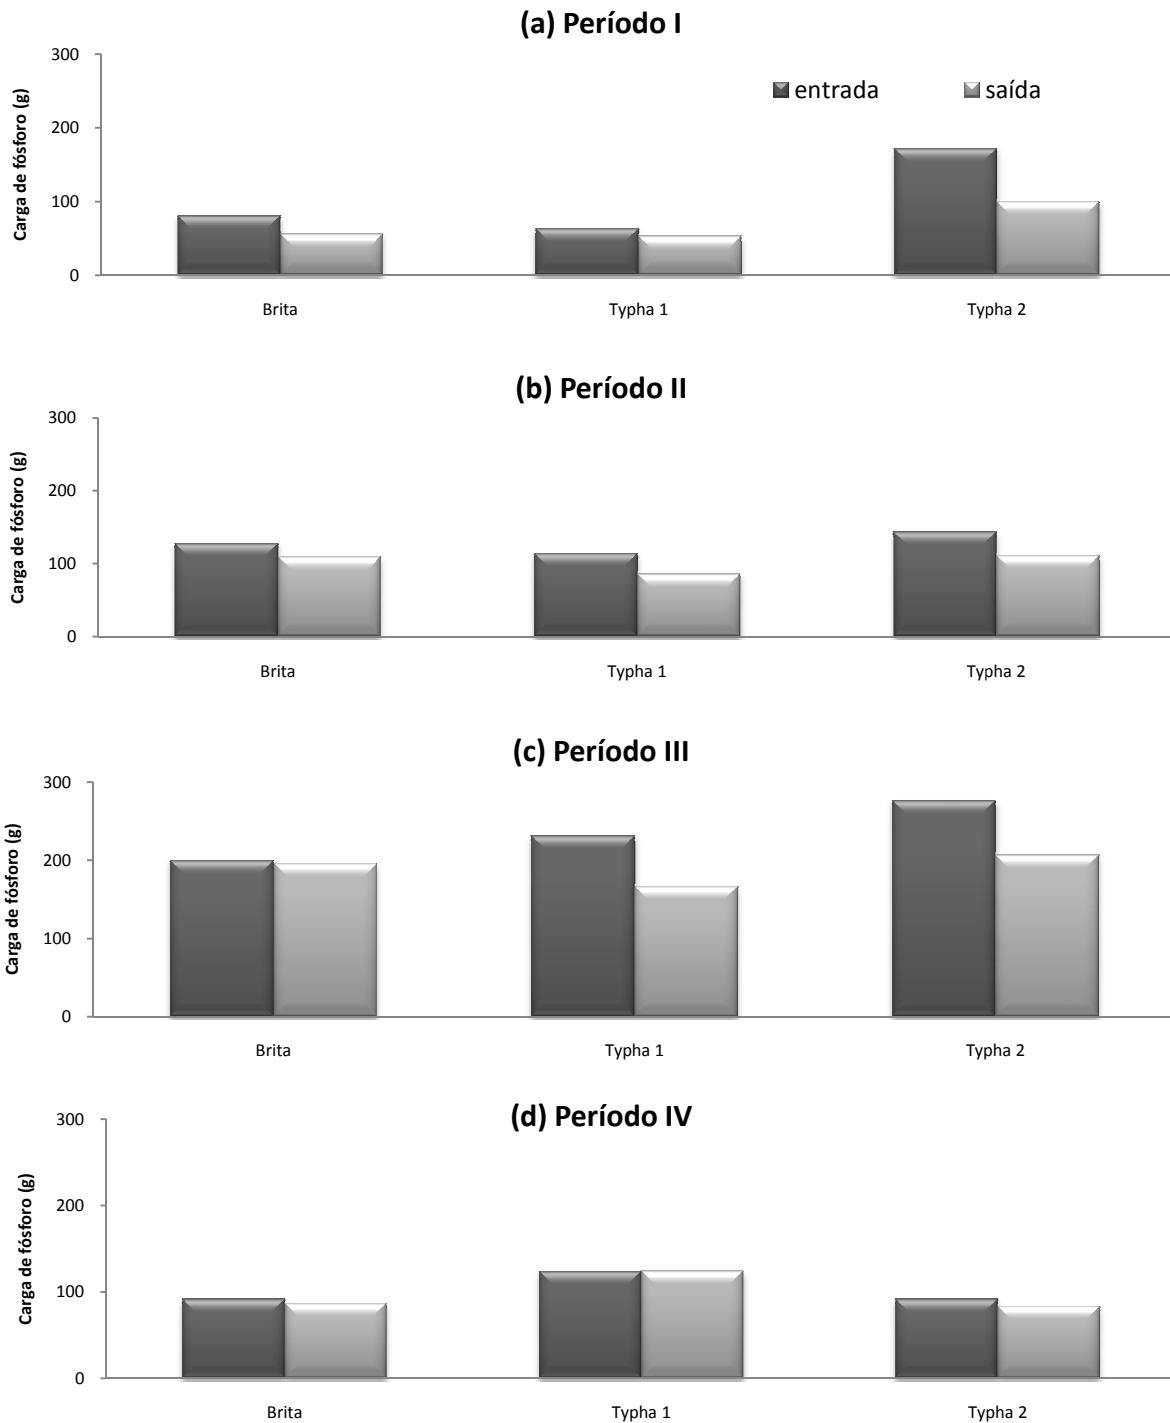 (a) Período I
300
200
100
0
Carga de fósforo (g)
entrada saída
Brita Typha 1 Typha 2
(b) Período II
300
200
100
0
Carga de fósforo (g)
Brita Typha 1 Typha 2
(c) Período III
300
200
100
0
Carga de fósforo (g)
Brita Typha 1 Typha 2
(d) Período IV
300
200
100
0
Carga de fósforo (g)
Brita Typha 1 Typha 2